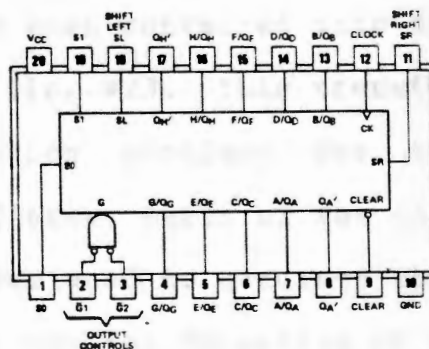 SHIFT LEFT
SHIFT RIGHT
VCC S1 SL QH' H/QH F/QF D/QD B/QB CLOCK SR
20 19 18 17 16 15 14 13 12 11
S1 SL QH' H/QH F/QF D/QD B/QB CK
S0 SR
G G/QG E/QE C/QC A/QA QA' CLEAR
1 2 3 4 5 6 7 8 9 10
S0 G1 G2 G/QG E/QE C/QC A/QA QA' CLEAR GND
OUTPUT
CONTROLS